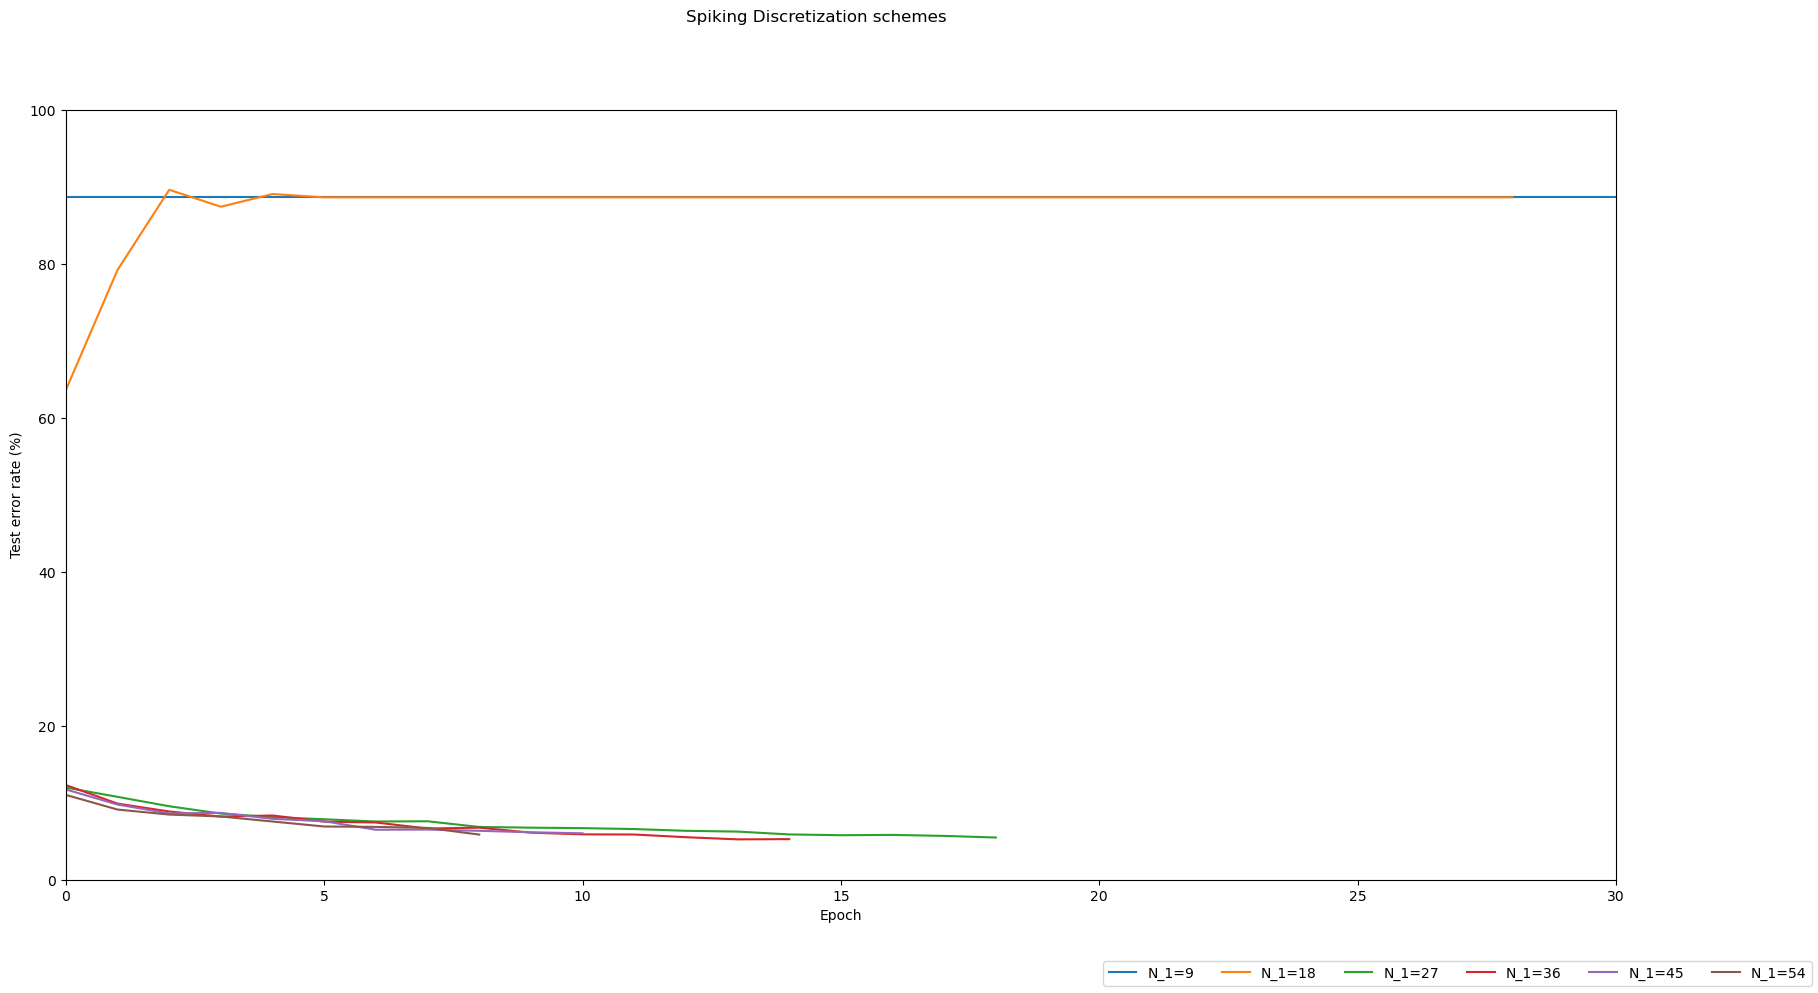 Spiking Discretization schemes
100
80
60
40
20
0
Test error rate (%)
0 5 10 15 20 25 30
Epoch
N_1=9 N_1=18 N_1=27 N_1=36 N_1=45 N_1=54